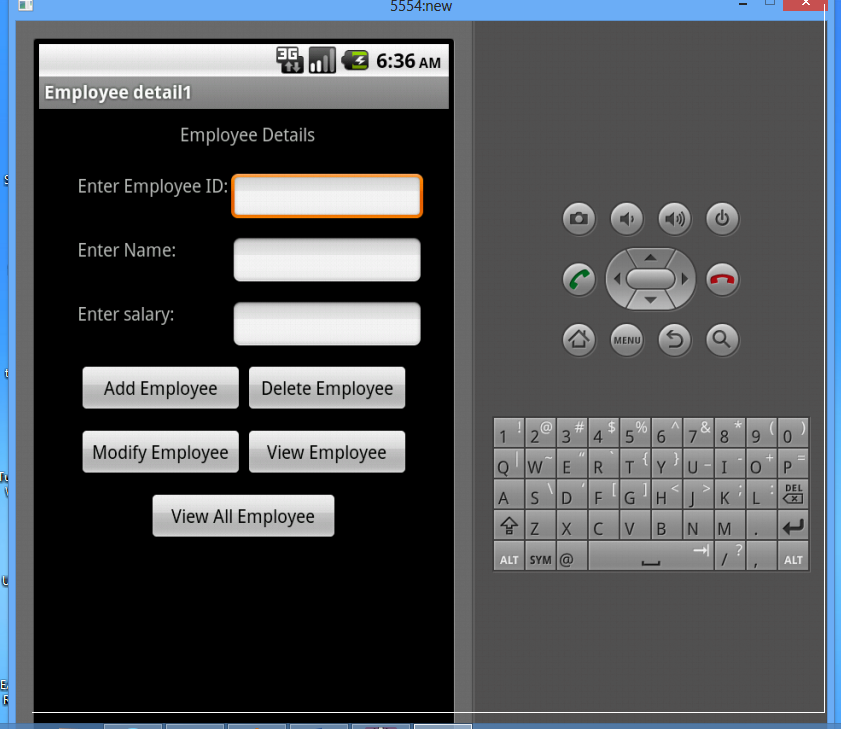 5554:new
3G 6:36 AM
Employee detail1
Employee Details
Enter Employee ID:
Enter Name:
Enter salary:
Add Employee Delete Employee
Modify Employee View Employee
View All Employee
MENU
1 ! 2 @ 3 # 4 $ 5 % 6 ^ 7 & 8 * 9 ( 0 )
Q | W ~ E " R ` T { Y } U _ I - O + P =
A S \ D ' F [ G ] H < J > K ; L : DEL
Z X C V B N M .
ALT SYM @ / ? , ALT